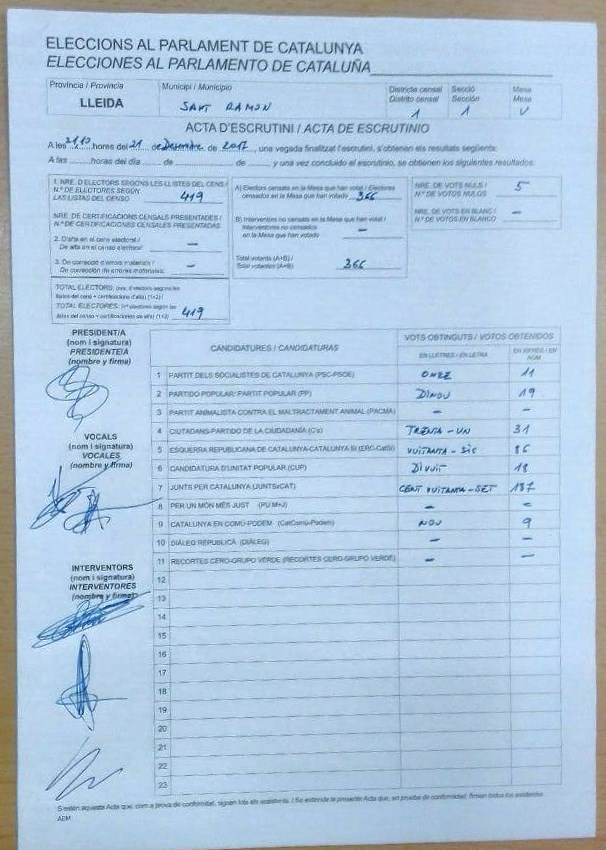 ELECCIONS AL PARLAMENT DE CATALUNYA
ELECCIONES AL PARLAMENTO DE CATALUÑA
Província / Provincia Municipi / Municipio Districte censal Secció Mesa
Distrito censal Sección Mesa
LLEIDA SANT RAMON 1 1 U
ACTA D'ESCRUTINI / ACTA DE ESCRUTINIO
A les 21'10 hores del 21 de Desembre de 2017, una vegada finalitzat l'escrutini, s'obtenen els resultats següents:
A las ........ horas del día ...... de ............ de ......, y una vez concluido el escrutinio, se obtienen los siguientes resultados:
1. NRE. D'ELECTORS SEGONS LES LLISTES DEL CENS /
N.º DE ELECTORES SEGÚN
LAS LISTAS DEL CENSO 419
NRE. DE CERTIFICACIONS CENSALS PRESENTADES /
N.º DE CERTIFICACIONES CENSALES PRESENTADAS
2. D'alta en el cens electoral /
De alta en el censo electoral –
3. De correcció d'errors materials /
De corrección de errores materiales –
TOTAL ELECTORS: (nre. d'electors segons les
llistes del cens + certificacions d'alta) (1+2) /
TOTAL ELECTORES: (n.º electores según las
listas del censo + certificaciones de alta) (1+2) 419
A) Electors censats en la Mesa que han votat / Electores
censados en la Mesa que han votado 366
B) Interventors no censats en la Mesa que han votat /
Interventores no censados
en la Mesa que han votado –
Total votants (A+B) /
Total votantes (A+B) 366
NRE. DE VOTS NULS /
N.º DE VOTOS NULOS 5
NRE. DE VOTS EN BLANC /
N.º DE VOTOS EN BLANCO –
PRESIDENT/A
(nom i signatura)
PRESIDENTE/A
(nombre y firma)
VOCALS
(nom i signatura)
VOCALES
(nombre y firma)
INTERVENTORS
(nom i signatura)
INTERVENTORES
(nombre y firma)
CANDIDATURES / CANDIDATURAS VOTS OBTINGUTS / VOTOS OBTENIDOS
EN LLETRES / EN LETRA EN XIFRES / EN NÚM.
1 PARTIT DELS SOCIALISTES DE CATALUNYA (PSC-PSOE) ONZE 11
2 PARTIDO POPULAR/ PARTIT POPULAR (PP) DINOU 19
3 PARTIT ANIMALISTA CONTRA EL MALTRACTAMENT ANIMAL (PACMA) – –
4 CIUTADANS-PARTIDO DE LA CIUDADANÍA (C's) TRENTA-UN 31
5 ESQUERRA REPUBLICANA DE CATALUNYA-CATALUNYA SÍ (ERC-CatSí) VUITANTA-SIS 86
6 CANDIDATURA D'UNITAT POPULAR (CUP) DIVUIT 18
7 JUNTS PER CATALUNYA (JUNTSxCAT) CENT VUITANTA-SET 187
8 PER UN MÓN MÉS JUST (PUM+J) – –
9 CATALUNYA EN COMÚ-PODEM (CatComú-Podem) NOU 9
10 DIÀLEG REPUBLICÀ (DIÀLEG) – –
11 RECORTES CERO-GRUPO VERDE (RECORTES CERO-GRUPO VERDE) – –
12
13
14
15
16
17
18
19
20
21
22
23
S'estén aquesta Acta que, com a prova de conformitat, signen tots els assistents. / Se extiende la presente Acta que, en prueba de conformidad, firman todos los asistentes.